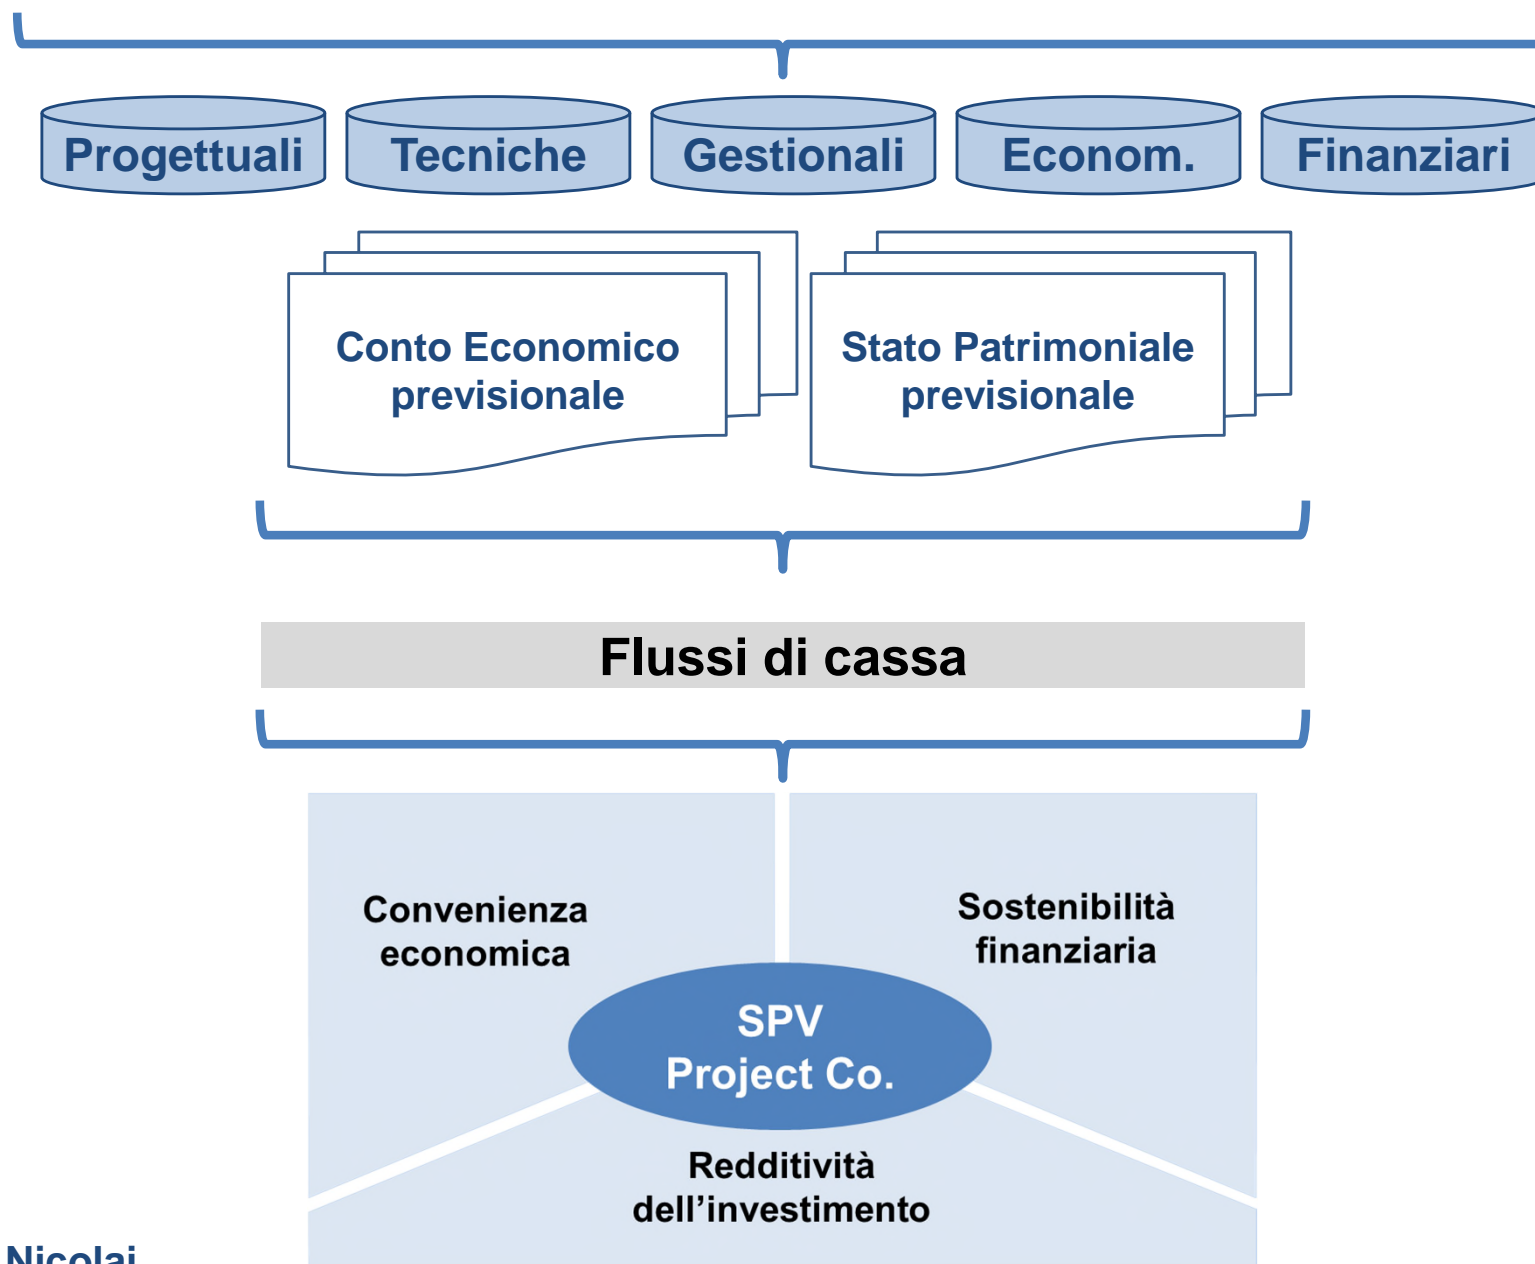 Progettuali Tecniche Gestionali Econom. Finanziari
Conto Economico
previsionale
Stato Patrimoniale
previsionale
Flussi di cassa
Convenienza
economica
Sostenibilità
finanziaria
SPV
Project Co.
Redditività
dell’investimento
Nicolai